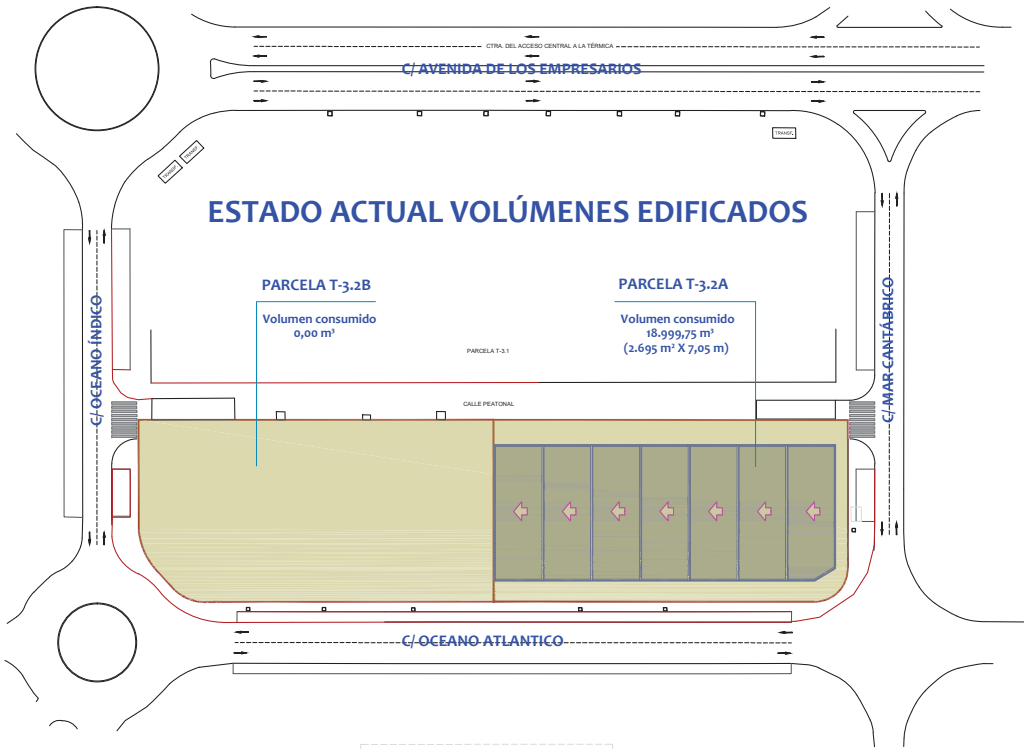 CTRA. DEL ACCESO CENTRAL A LA TÉRMICA
C/ AVENIDA DE LOS EMPRESARIOS
TRANSF.
TRANSF.
TRANSF.
ESTADO ACTUAL VOLÚMENES EDIFICADOS
PARCELA T-3.2B
Volumen consumido
0,00 m³
PARCELA T-3.2A
Volumen consumido
18.999,75 m³
(2.695 m² X 7,05 m)
C/ OCEANO ÍNDICO
C/ MAR CANTÁBRICO
PARCELA T-3.1
CALLE PEATONAL
C/ OCEANO ATLANTICO